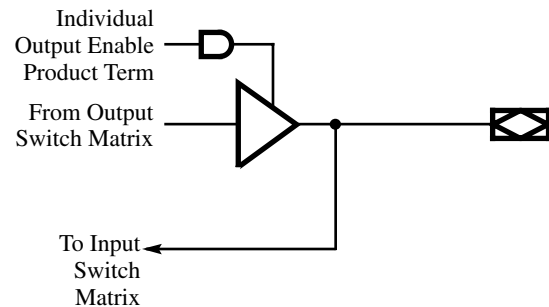 Individual
Output Enable
Product Term
From Output
Switch Matrix
To Input
Switch
Matrix